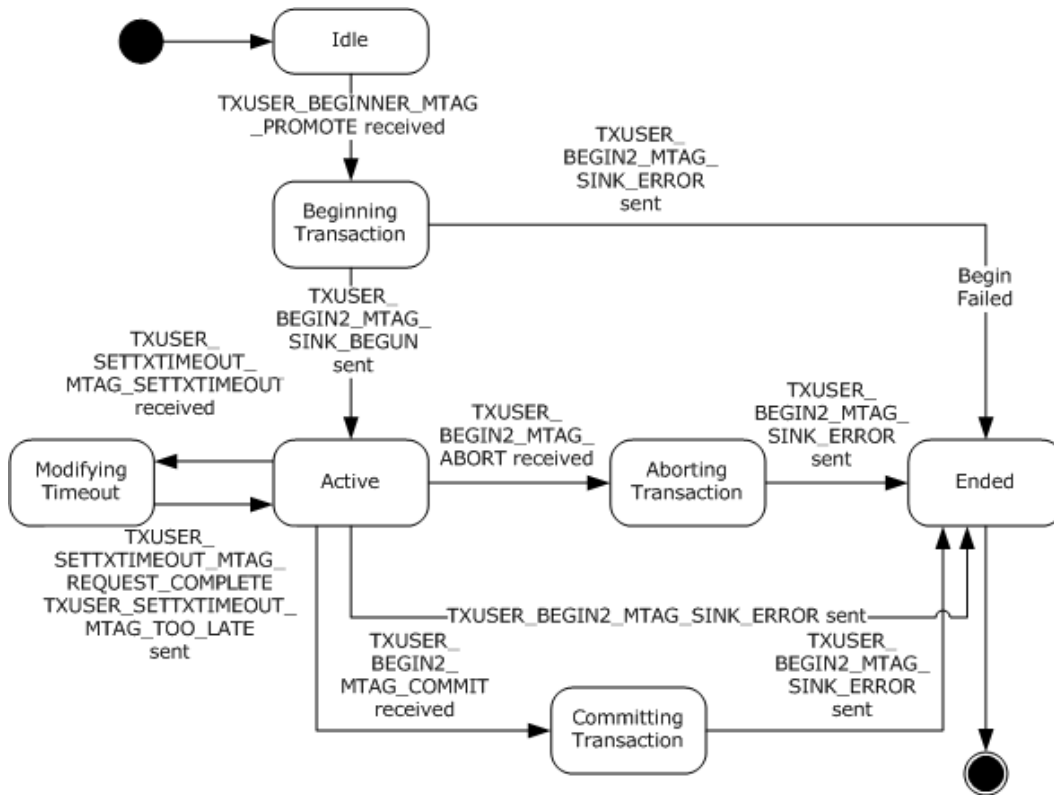 Idle
TXUSER_BEGINNER_MTAG
_PROMOTE received
TXUSER_
BEGIN2_MTAG_
SINK_ERROR
sent
Beginning
Transaction
Begin
Failed
TXUSER_
BEGIN2_MTAG_
SINK_BEGUN
sent
TXUSER_
SETTXTIMEOUT_
MTAG_SETTXTIMEOUT
received
TXUSER_
BEGIN2_MTAG_
ABORT received
TXUSER_
BEGIN2_MTAG_
SINK_ERROR
sent
Modifying
Timeout
Active
Aborting
Transaction
Ended
TXUSER_
SETTXTIMEOUT_MTAG_
REQUEST_COMPLETE
TXUSER_SETTXTIMEOUT_
MTAG_TOO_LATE
sent
TXUSER_BEGIN2_MTAG_SINK_ERROR sent
TXUSER_
BEGIN2_
MTAG_COMMIT
received
TXUSER_
BEGIN2_MTAG_
SINK_ERROR
sent
Committing
Transaction